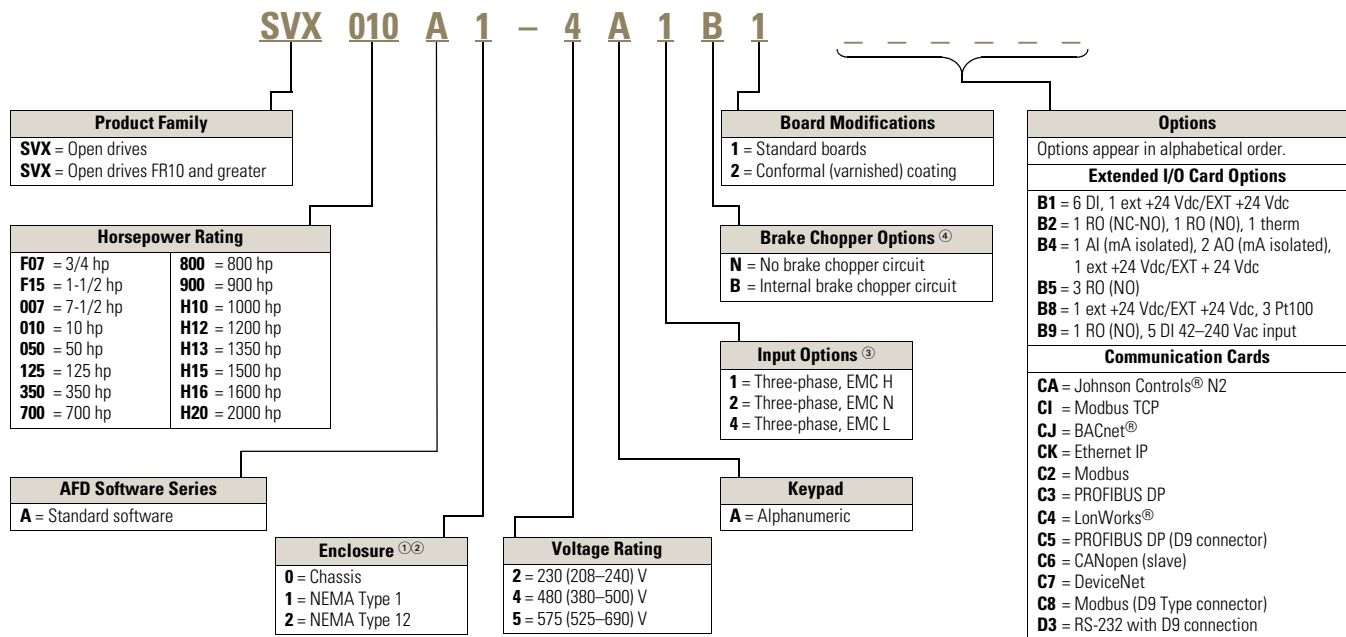 SVX 010 A 1 – 4 A 1 B 1 _ _ _ _ _ _
Product Family
SVX = Open drives
SVX = Open drives FR10 and greater
Horsepower Rating
F07 = 3/4 hp
F15 = 1-1/2 hp
007 = 7-1/2 hp
010 = 10 hp
050 = 50 hp
125 = 125 hp
350 = 350 hp
700 = 700 hp
800 = 800 hp
900 = 900 hp
H10 = 1000 hp
H12 = 1200 hp
H13 = 1350 hp
H15 = 1500 hp
H16 = 1600 hp
H20 = 2000 hp
AFD Software Series
A = Standard software
Enclosure ①②
0 = Chassis
1 = NEMA Type 1
2 = NEMA Type 12
Voltage Rating
2 = 230 (208–240) V
4 = 480 (380–500) V
5 = 575 (525–690) V
Board Modifications
1 = Standard boards
2 = Conformal (varnished) coating
Brake Chopper Options ④
N = No brake chopper circuit
B = Internal brake chopper circuit
Input Options ③
1 = Three-phase, EMC H
2 = Three-phase, EMC N
4 = Three-phase, EMC L
Keypad
A = Alphanumeric
Options
Options appear in alphabetical order.
Extended I/O Card Options
B1 = 6 DI, 1 ext +24 Vdc/EXT +24 Vdc
B2 = 1 RO (NC-NO), 1 RO (NO), 1 therm
B4 = 1 AI (mA isolated), 2 AO (mA isolated),
1 ext +24 Vdc/EXT + 24 Vdc
B5 = 3 RO (NO)
B8 = 1 ext +24 Vdc/EXT +24 Vdc, 3 Pt100
B9 = 1 RO (NO), 5 DI 42–240 Vac input
Communication Cards
CA = Johnson Controls® N2
CI = Modbus TCP
CJ = BACnet®
CK = Ethernet IP
C2 = Modbus
C3 = PROFIBUS DP
C4 = LonWorks®
C5 = PROFIBUS DP (D9 connector)
C6 = CANopen (slave)
C7 = DeviceNet
C8 = Modbus (D9 Type connector)
D3 = RS-232 with D9 connection